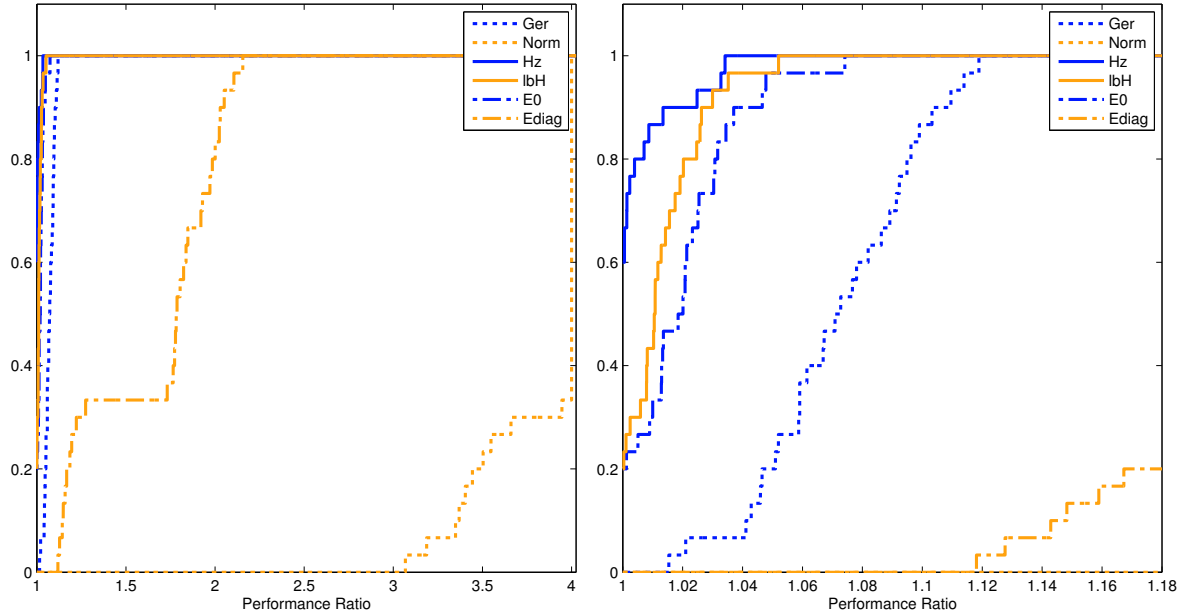 Ger
Norm
Hz
lbH
E0
Ediag
1
0.8
0.6
0.4
0.2
0
1 1.5 2 2.5 3 3.5 4
Performance Ratio
Ger
Norm
Hz
lbH
E0
Ediag
1
0.8
0.6
0.4
0.2
0
1 1.02 1.04 1.06 1.08 1.1 1.12 1.14 1.16 1.18
Performance Ratio